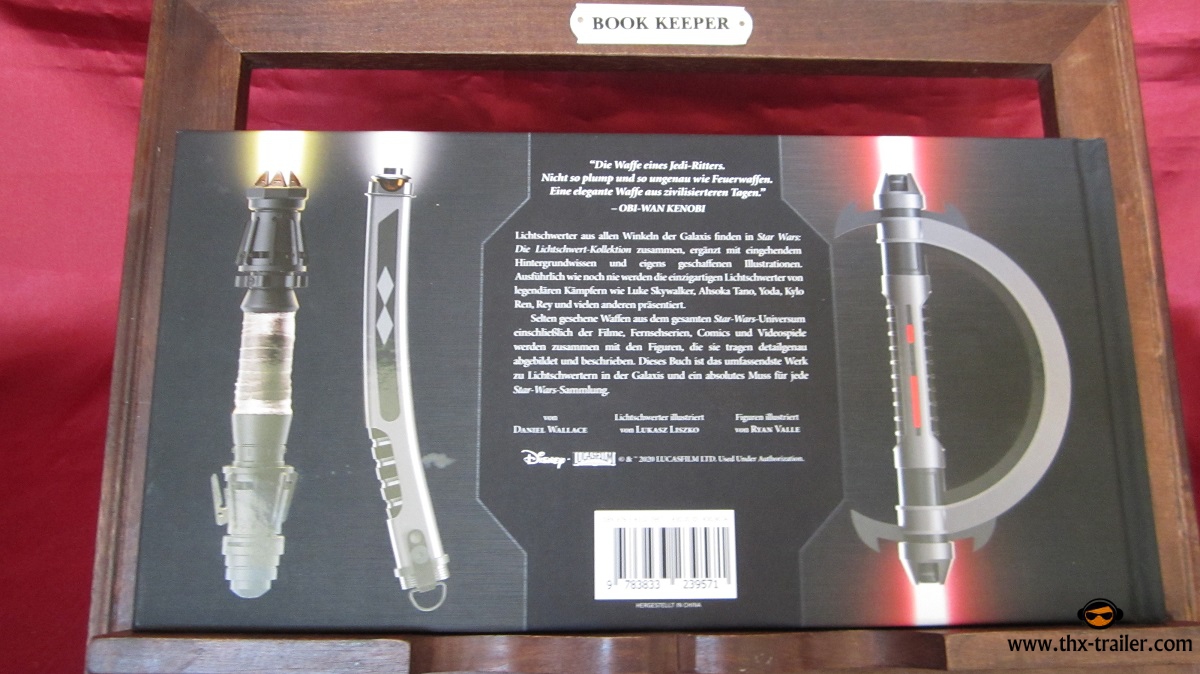 BOOK KEEPER
“Die Waffe eines Jedi-Ritters.
Nicht so plump und so ungenau wie Feuerwaffen.
Eine elegante Waffe aus zivilisierteren Tagen.”
– OBI-WAN KENOBI
Lichtschwerter aus allen Winkeln der Galaxis finden in Star Wars:
Die Lichtschwert-Kollektion zusammen, ergänzt mit eingehendem
Hintergrundwissen und eigens geschaffenen Illustrationen.
Ausführlich wie noch nie werden die einzigartigen Lichtschwerter von
legendären Kämpfern wie Luke Skywalker, Ahsoka Tano, Yoda, Kylo
Ren, Rey und vielen anderen präsentiert.
Selten gesehene Waffen aus dem gesamten Star-Wars-Universum
einschließlich der Filme, Fernsehserien, Comics und Videospiele
werden zusammen mit den Figuren, die sie tragen detailgenau
abgebildet und beschrieben. Dieses Buch ist das umfassendste Werk
zu Lichtschwertern in der Galaxis und ein absolutes Muss für jede
Star-Wars-Sammlung.
von
DANIEL WALLACE
Lichtschwerter illustriert
von LUKASZ LISZKO
Figuren illustriert
von RYAN VALLE
Disney · LUCASFILM © & ™ 2020 LUCASFILM LTD. Used Under Authorization.
9 783833 239571
HERGESTELLT IN CHINA
www.thx-trailer.com